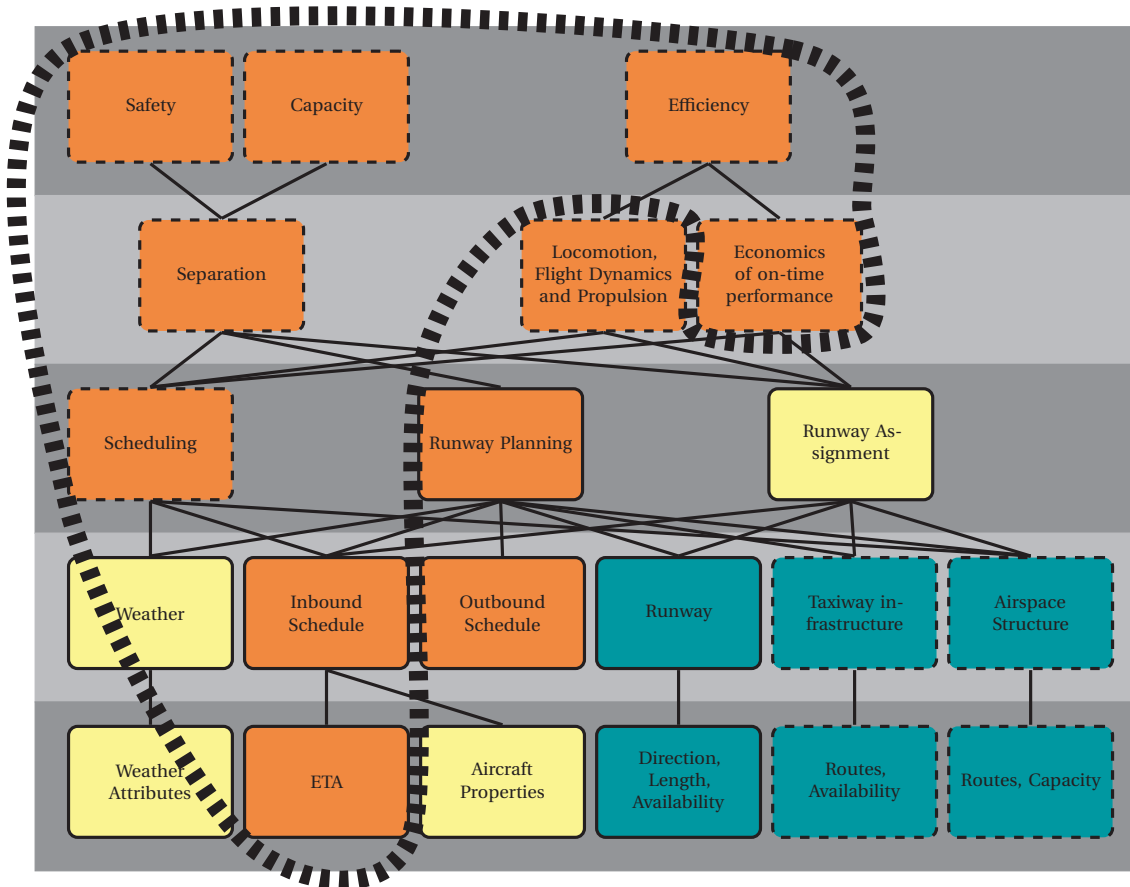 Safety
Capacity
Efficiency
Separation
Locomotion,
Flight Dynamics
and Propulsion
Economics
of on-time
performance
Scheduling
Runway Planning
Runway As-
signment
Weather
Inbound
Schedule
Outbound
Schedule
Runway
Taxiway in-
frastructure
Airspace
Structure
Weather
Attributes
ETA
Aircraft
Properties
Direction,
Length,
Availability
Routes,
Availability
Routes, Capacity